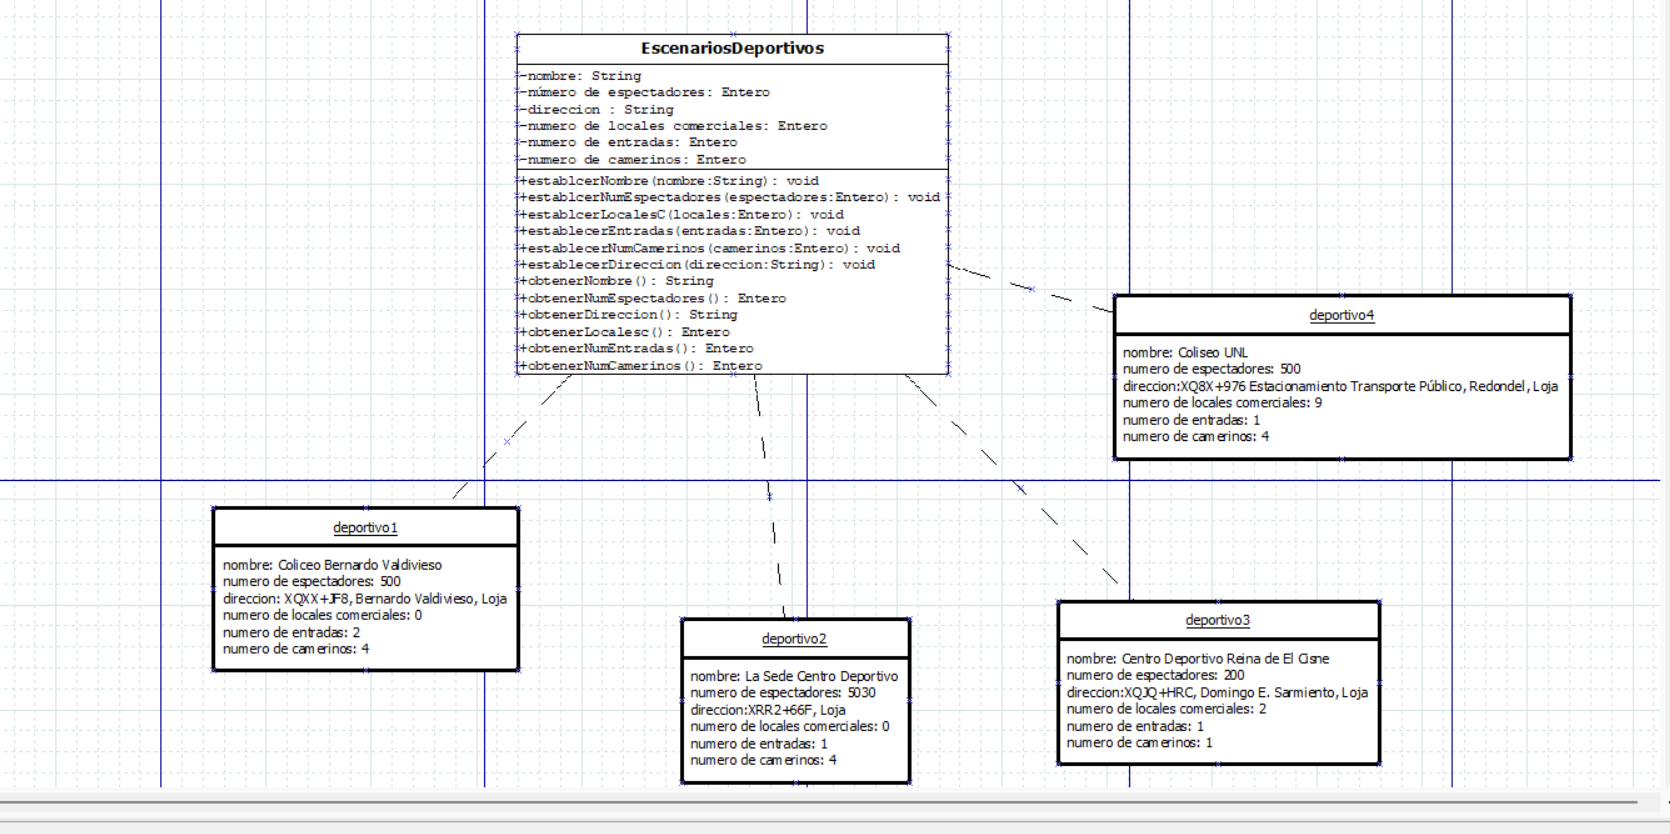 EscenariosDeportivos
-nombre: String
-número de espectadores: Entero
-direccion : String
-numero de locales comerciales: Entero
-numero de entradas: Entero
-numero de camerinos: Entero
+establcerNombre(nombre:String): void
+establcerNumEspectadores(espectadores:Entero): void
+establcerLocalesC(locales:Entero): void
+establecerEntradas(entradas:Entero): void
+establecerNumCamerinos(camerinos:Entero): void
+establecerDireccion(direccion:String): void
+obtenerNombre(): String
+obtenerNumEspectadores(): Entero
+obtenerDireccion(): String
+obtenerLocalesc(): Entero
+obtenerNumEntradas(): Entero
+obtenerNumCamerinos(): Entero
deportivo4
nombre: Coliseo UNL
numero de espectadores: 500
direccion:XQ8X+976 Estacionamiento Transporte Público, Redondel, Loja
numero de locales comerciales: 9
numero de entradas: 1
numero de camerinos: 4
deportivo1
nombre: Coliceo Bernardo Valdivieso
numero de espectadores: 500
direccion: XQXX+JF8, Bernardo Valdivieso, Loja
numero de locales comerciales: 0
numero de entradas: 2
numero de camerinos: 4
deportivo2
nombre: La Sede Centro Deportivo
numero de espectadores: 5030
direccion:XRR2+66F, Loja
numero de locales comerciales: 0
numero de entradas: 1
numero de camerinos: 4
deportivo3
nombre: Centro Deportivo Reina de El Cisne
numero de espectadores: 200
direccion:XQJQ+HRC, Domingo E. Sarmiento, Loja
numero de locales comerciales: 2
numero de entradas: 1
numero de camerinos: 1